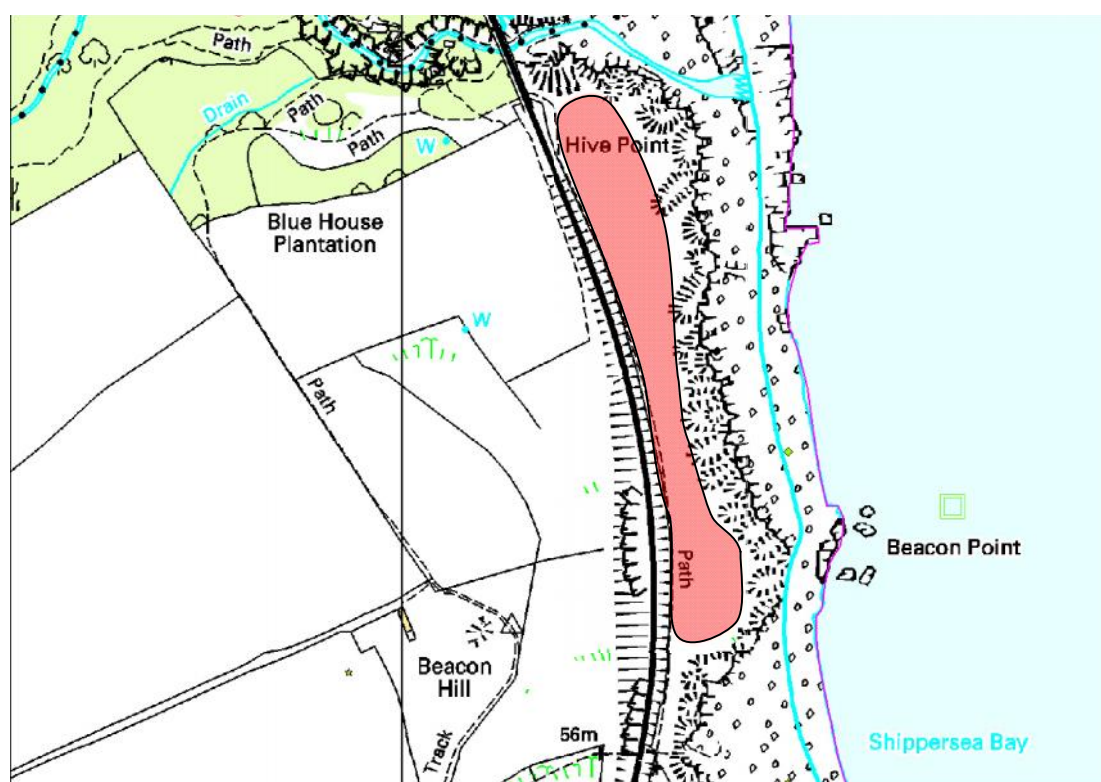 Path
Drain
Path
Path
W
Hive Point
Blue House
Plantation
W
Path
Beacon Point
Path
Beacon
Hill
Track
56m
Shippersea Bay